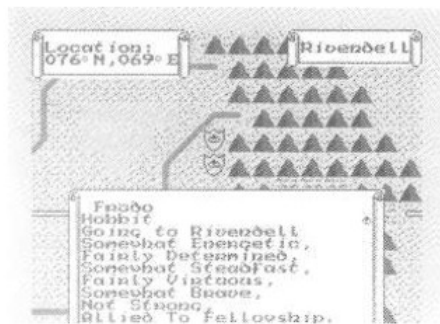 Location:
076° N, 069° E
Rivendell
Frodo
Hobbit
Going to Rivendell
Somewhat Energetic,
Fairly Determined,
Somewhat Steadfast,
Fairly Virtuous,
Somewhat Brave,
Not Strong,
Allied To Fellowship.